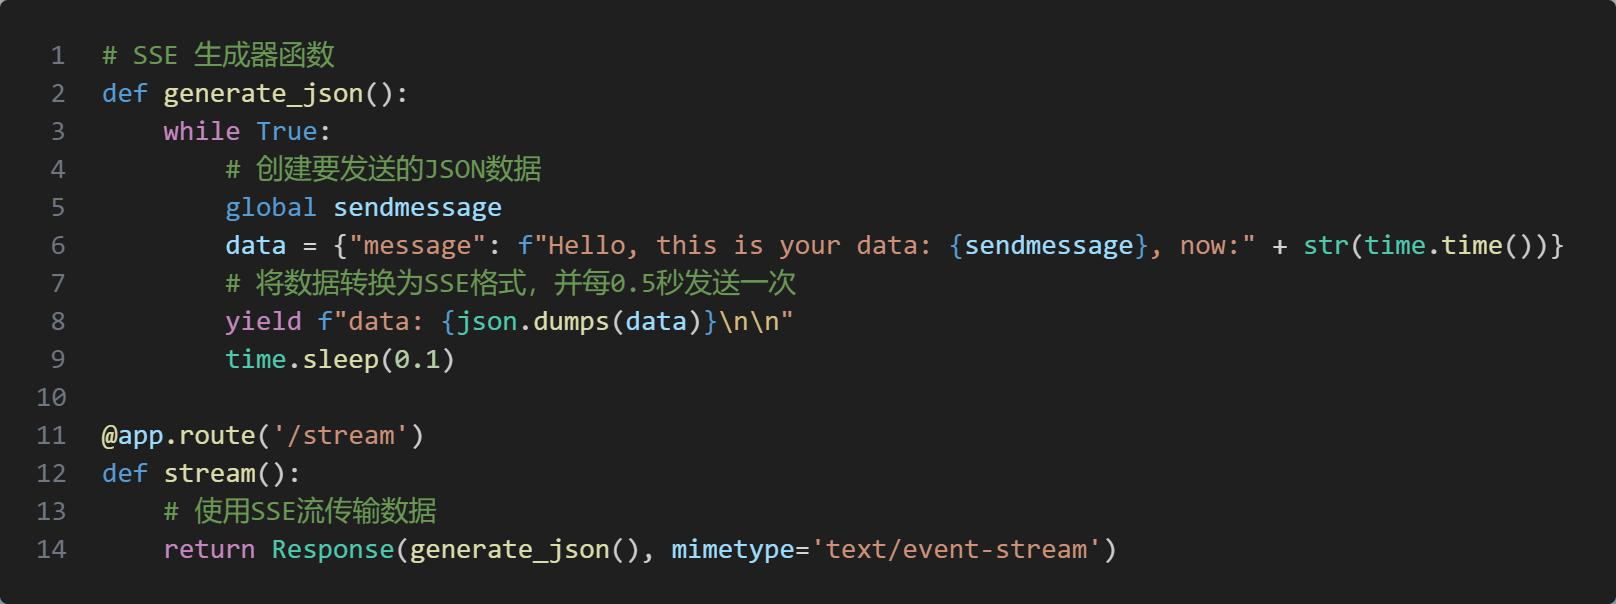 1 # SSE 生成器函数
2 def generate_json():
3     while True:
4         # 创建要发送的JSON数据
5         global sendmessage
6         data = {"message": f"Hello, this is your data: {sendmessage}, now:" + str(time.time())}
7         # 将数据转换为SSE格式，并每0.5秒发送一次
8         yield f"data: {json.dumps(data)}\n\n"
9         time.sleep(0.1)
10
11 @app.route('/stream')
12 def stream():
13     # 使用SSE流传输数据
14     return Response(generate_json(), mimetype='text/event-stream')